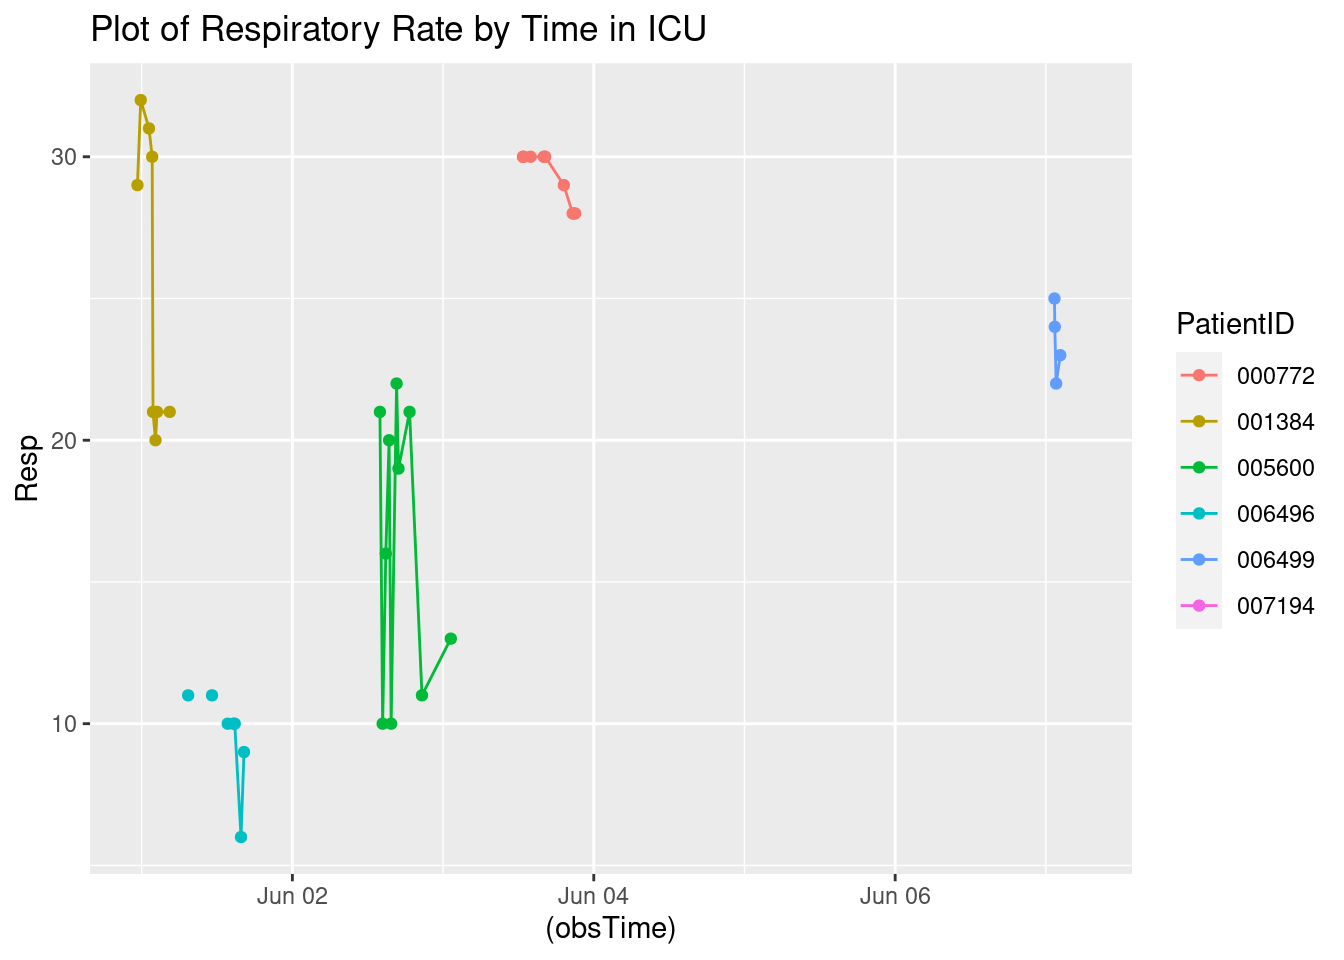 Plot of Respiratory Rate by Time in ICU
30
20
10
Resp
Jun 02
Jun 04
Jun 06
(obsTime)
PatientID
000772
001384
005600
006496
006499
007194